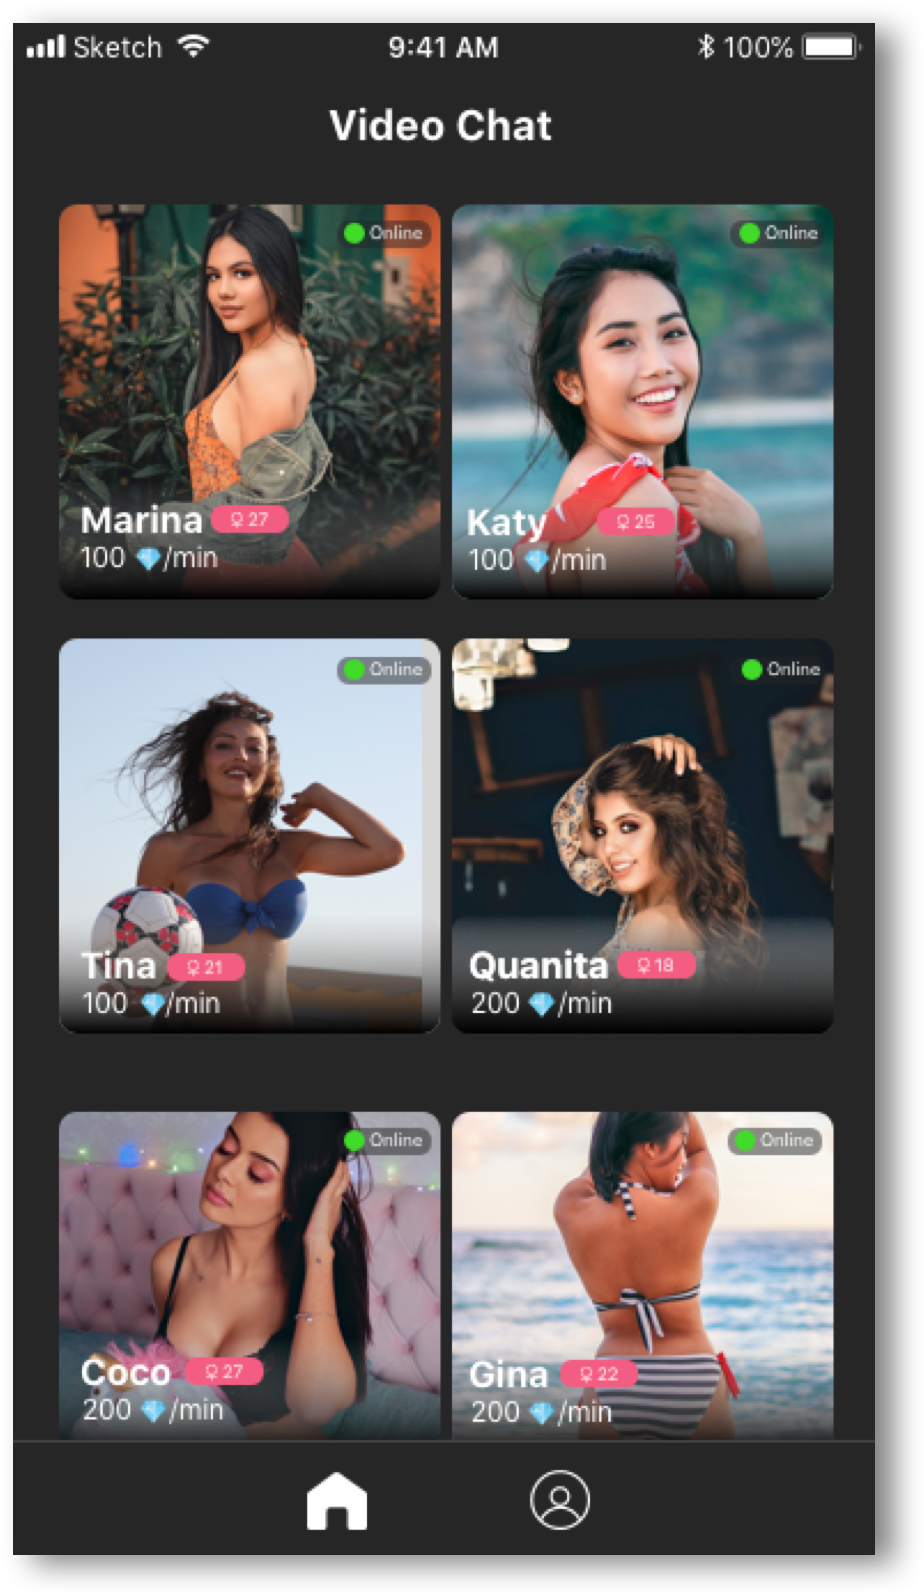 Sketch 9:41 AM 100%
Video Chat
Online
Online
Marina ♀ 27
Katy ♀ 25
100 💎/min
100 💎/min
Online
Online
Tina ♀ 21
Quanita ♀ 18
100 💎/min
200 💎/min
Online
Online
Coco ♀ 27
Gina ♀ 22
200 💎/min
200 💎/min